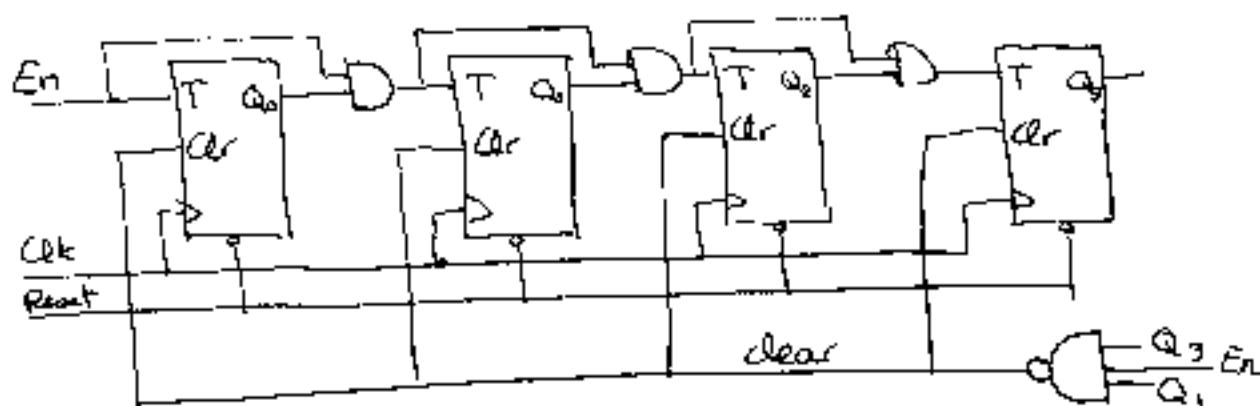 En
T Q0
T Q1
T Q2
T Q3
Clr
Clr
Clr
Clr
Clk
Reset
clear
Q3
En
Q1